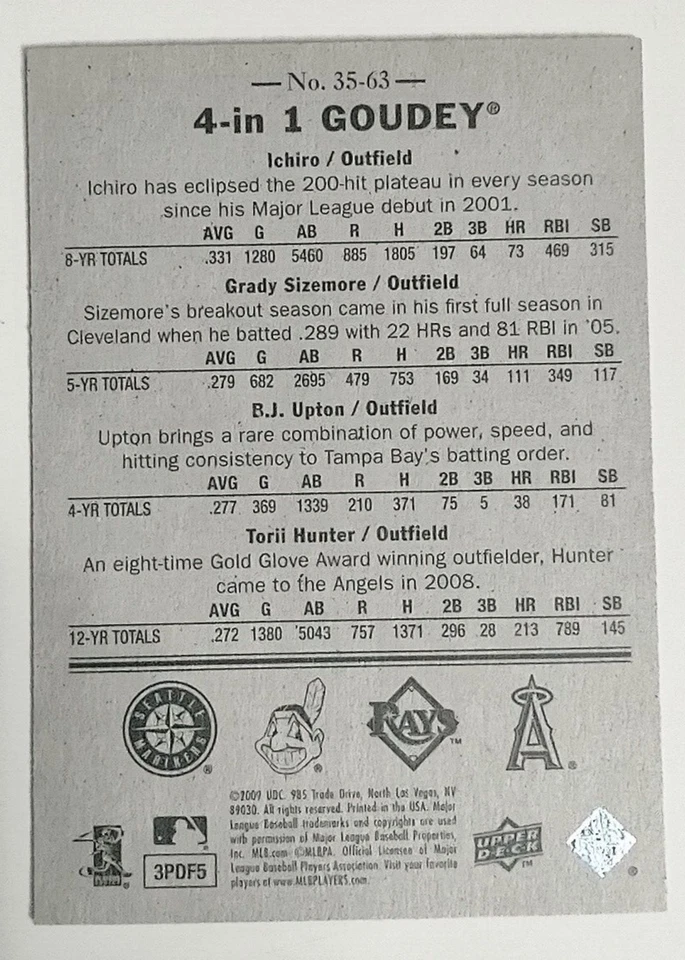 — No. 35-63 —
4-in 1 GOUDEY®
Ichiro / Outfield
Ichiro has eclipsed the 200-hit plateau in every season
since his Major League debut in 2001.
AVG G AB R H 2B 3B HR RBI SB
8-YR TOTALS .331 1280 5460 885 1805 197 64 73 469 315
Grady Sizemore / Outfield
Sizemore's breakout season came in his first full season in
Cleveland when he batted .289 with 22 HRs and 81 RBI in '05.
AVG G AB R H 2B 3B HR RBI SB
5-YR TOTALS .279 682 2695 479 753 169 34 111 349 117
B.J. Upton / Outfield
Upton brings a rare combination of power, speed, and
hitting consistency to Tampa Bay's batting order.
AVG G AB R H 2B 3B HR RBI SB
4-YR TOTALS .277 369 1339 210 371 75 5 38 171 81
Torii Hunter / Outfield
An eight-time Gold Glove Award winning outfielder, Hunter
came to the Angels in 2008.
AVG G AB R H 2B 3B HR RBI SB
12-YR TOTALS .272 1380 5043 757 1371 296 28 213 789 145
SEATTLE
MARINERS
®
®
RAYS
™
A
®
©2009 UDC. 985 Trade Drive, North Las Vegas, NV
89030. All rights reserved. Printed in the USA. Major
League Baseball trademarks and copyrights are used
with permission of Major League Baseball Properties,
Inc. MLB.com ©MLBPA. Official Licensee of Major
League Baseball Players Association. Visit your favorite
players at www.MLBPLAYERS.com.
3PDF5
UPPER
DECK
™
®